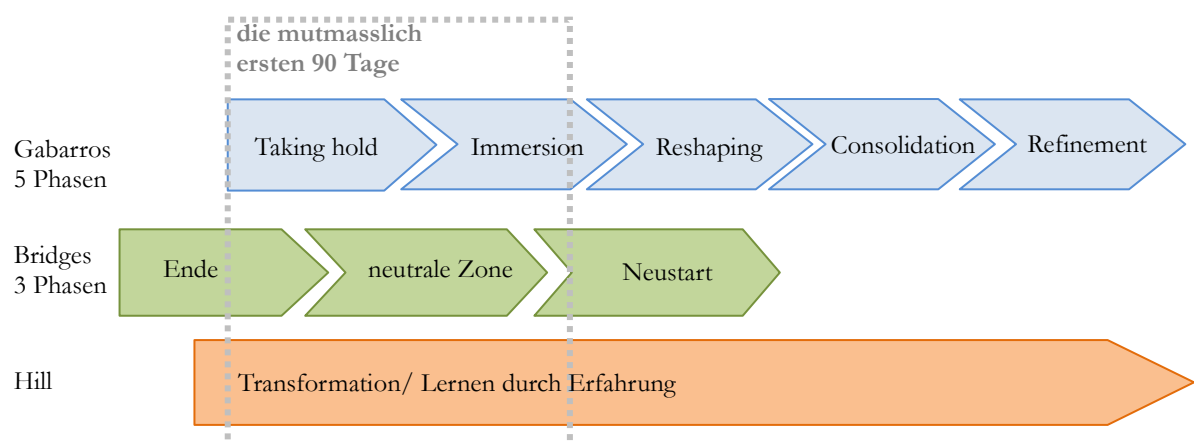 die mutmasslich
ersten 90 Tage
Gabarros
5 Phasen
Taking hold
Immersion
Reshaping
Consolidation
Refinement
Bridges
3 Phasen
Ende
neutrale Zone
Neustart
Hill
Transformation/ Lernen durch Erfahrung